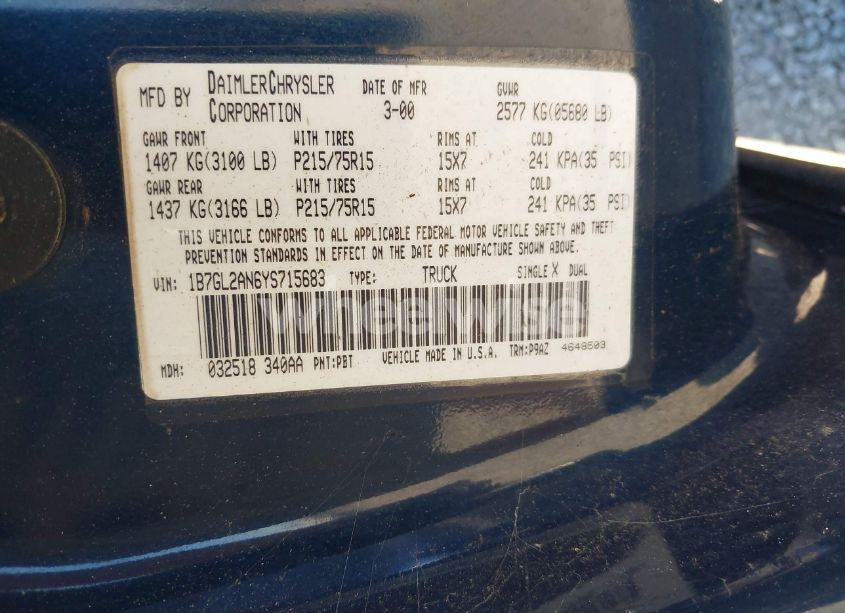 MFD BY DAIMLERCHRYSLER CORPORATION DATE OF MFR 3-00 GVWR 2577 KG(05680 LB)
GAWR FRONT WITH TIRES RIMS AT COLD
1407 KG(3100 LB) P215/75R15 15X7 241 KPA(35 PSI)
GAWR REAR WITH TIRES RIMS AT COLD
1437 KG(3166 LB) P215/75R15 15X7 241 KPA(35 PSI)
THIS VEHICLE CONFORMS TO ALL APPLICABLE FEDERAL MOTOR VEHICLE SAFETY AND THEFT
PREVENTION STANDARDS IN EFFECT ON THE DATE OF MANUFACTURE SHOWN ABOVE.
VIN: 1B7GL2AN6YS715683 TYPE: TRUCK SINGLE X DUAL
wheelwise
MDH: 032518 340AA PNT:PBT VEHICLE MADE IN U.S.A. TRM:P9AZ 4648503